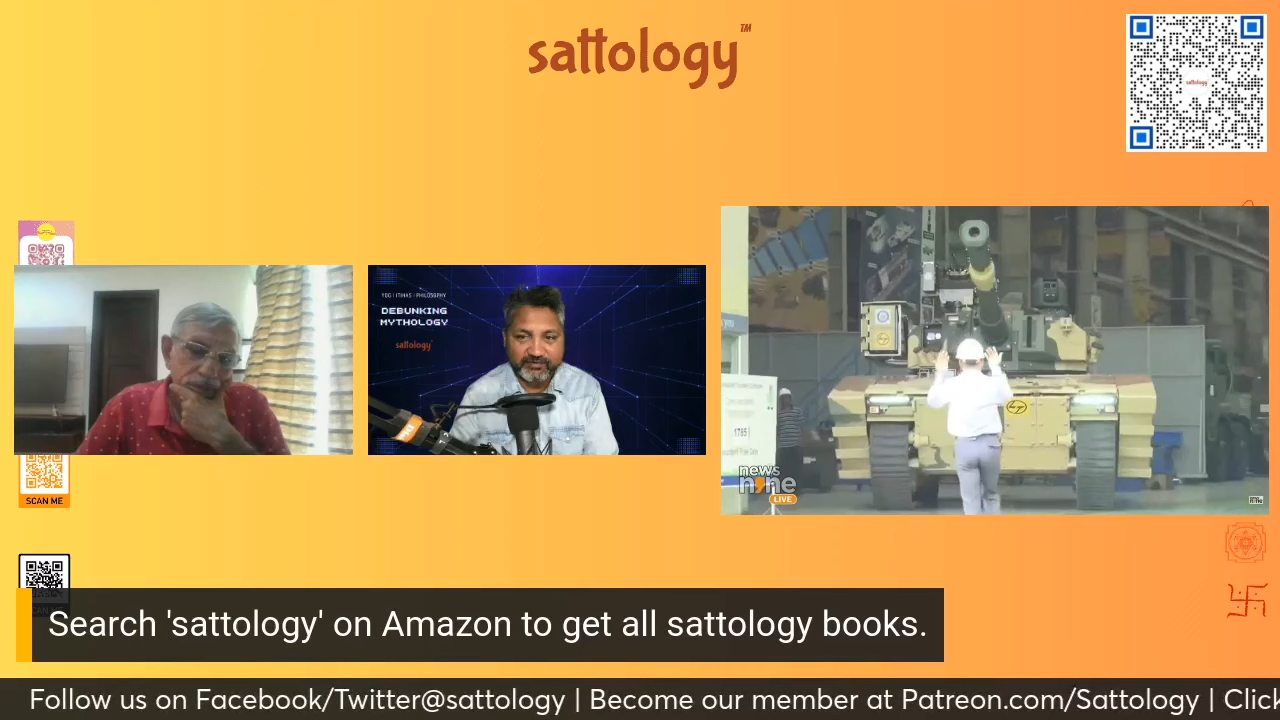 sattology™
YOG | ITIHAS | PHILOSOPHY
DEBUNKING
MYTHOLOGY
sattology
1785
news
nine
LIVE
SCAN ME
Search 'sattology' on Amazon to get all sattology books.
Follow us on Facebook/Twitter@sattology | Become our member at Patreon.com/Sattology | Click